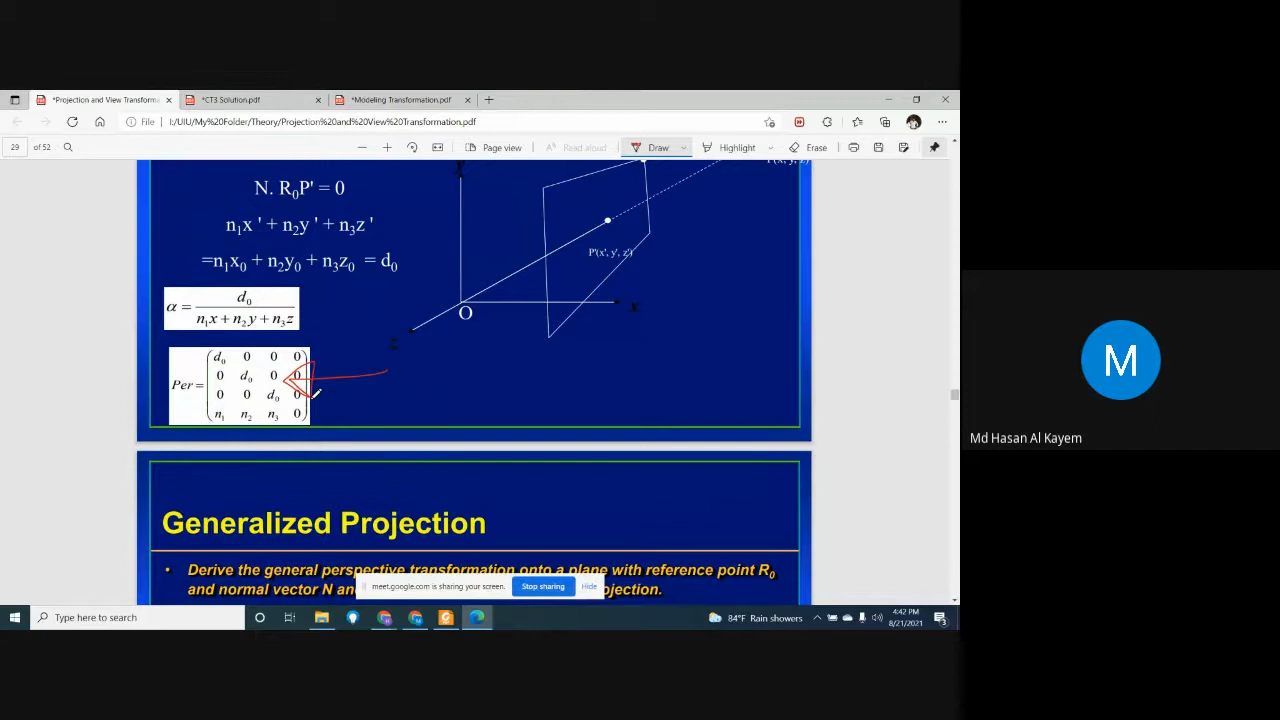 *Projection and View Transforma
*CT3 Solution.pdf
*Modeling Transformation.pdf
File
I:/UIU/My%20Folder/Theory/Projection%20and%20View%20Transformation.pdf
29 of 52
Page view
Read aloud
Draw
Highlight
Erase
P(x, y, z)
y
N. R₀P' = 0
n₁x ' + n₂y ' + n₃z '
=n₁x₀ + n₂y₀ + n₃z₀ = d₀
P'(x', y', z')
O
x
z
α = d₀ / (n₁x + n₂y + n₃z)
Per =
d₀ 0 0 0
0 d₀ 0 0
0 0 d₀ 0
n₁ n₂ n₃ 0
M
Md Hasan Al Kayem
Generalized Projection
• Derive the general perspective transformation onto a plane with reference point R₀
and normal vector N an
ojection.
meet.google.com is sharing your screen.
Stop sharing
Hide
Type here to search
84°F Rain showers
4:42 PM
8/21/2021
3